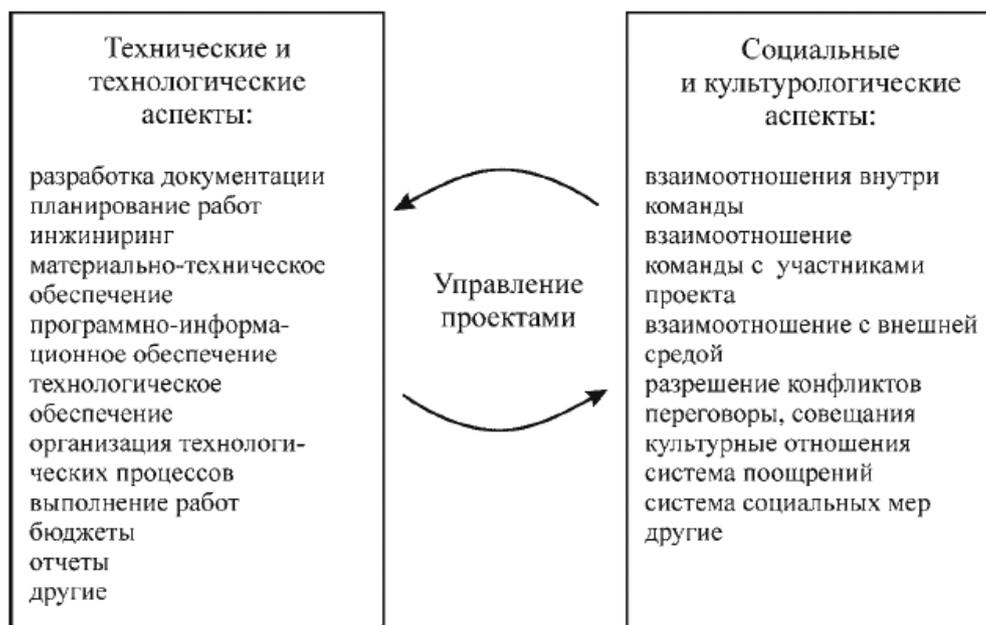 Технические и
технологические
аспекты:
разработка документации
планирование работ
инжиниринг
материально-техническое
обеспечение
программно-информа-
ционное обеспечение
технологическое
обеспечение
организация технологи-
ческих процессов
выполнение работ
бюджеты
отчеты
другие
Управление
проектами
Социальные
и культурологические
аспекты:
взаимоотношения внутри
команды
взаимоотношение
команды с участниками
проекта
взаимоотношение с внешней
средой
разрешение конфликтов
переговоры, совещания
культурные отношения
система поощрений
система социальных мер
другие